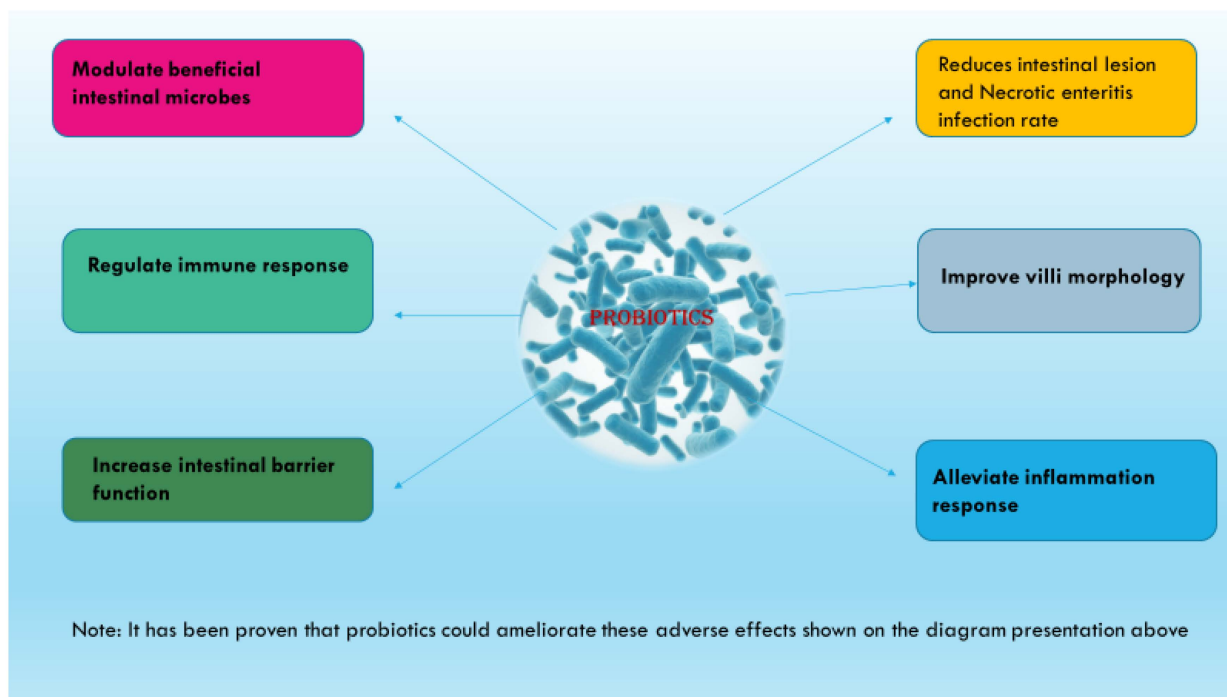 Modulate beneficial
intestinal microbes
Reduces intestinal lesion
and Necrotic enteritis
infection rate
Regulate immune response
PROBIOTICS
Improve villi morphology
Increase intestinal barrier
function
Alleviate inflammation
response
Note: It has been proven that probiotics could ameliorate these adverse effects shown on the diagram presentation above